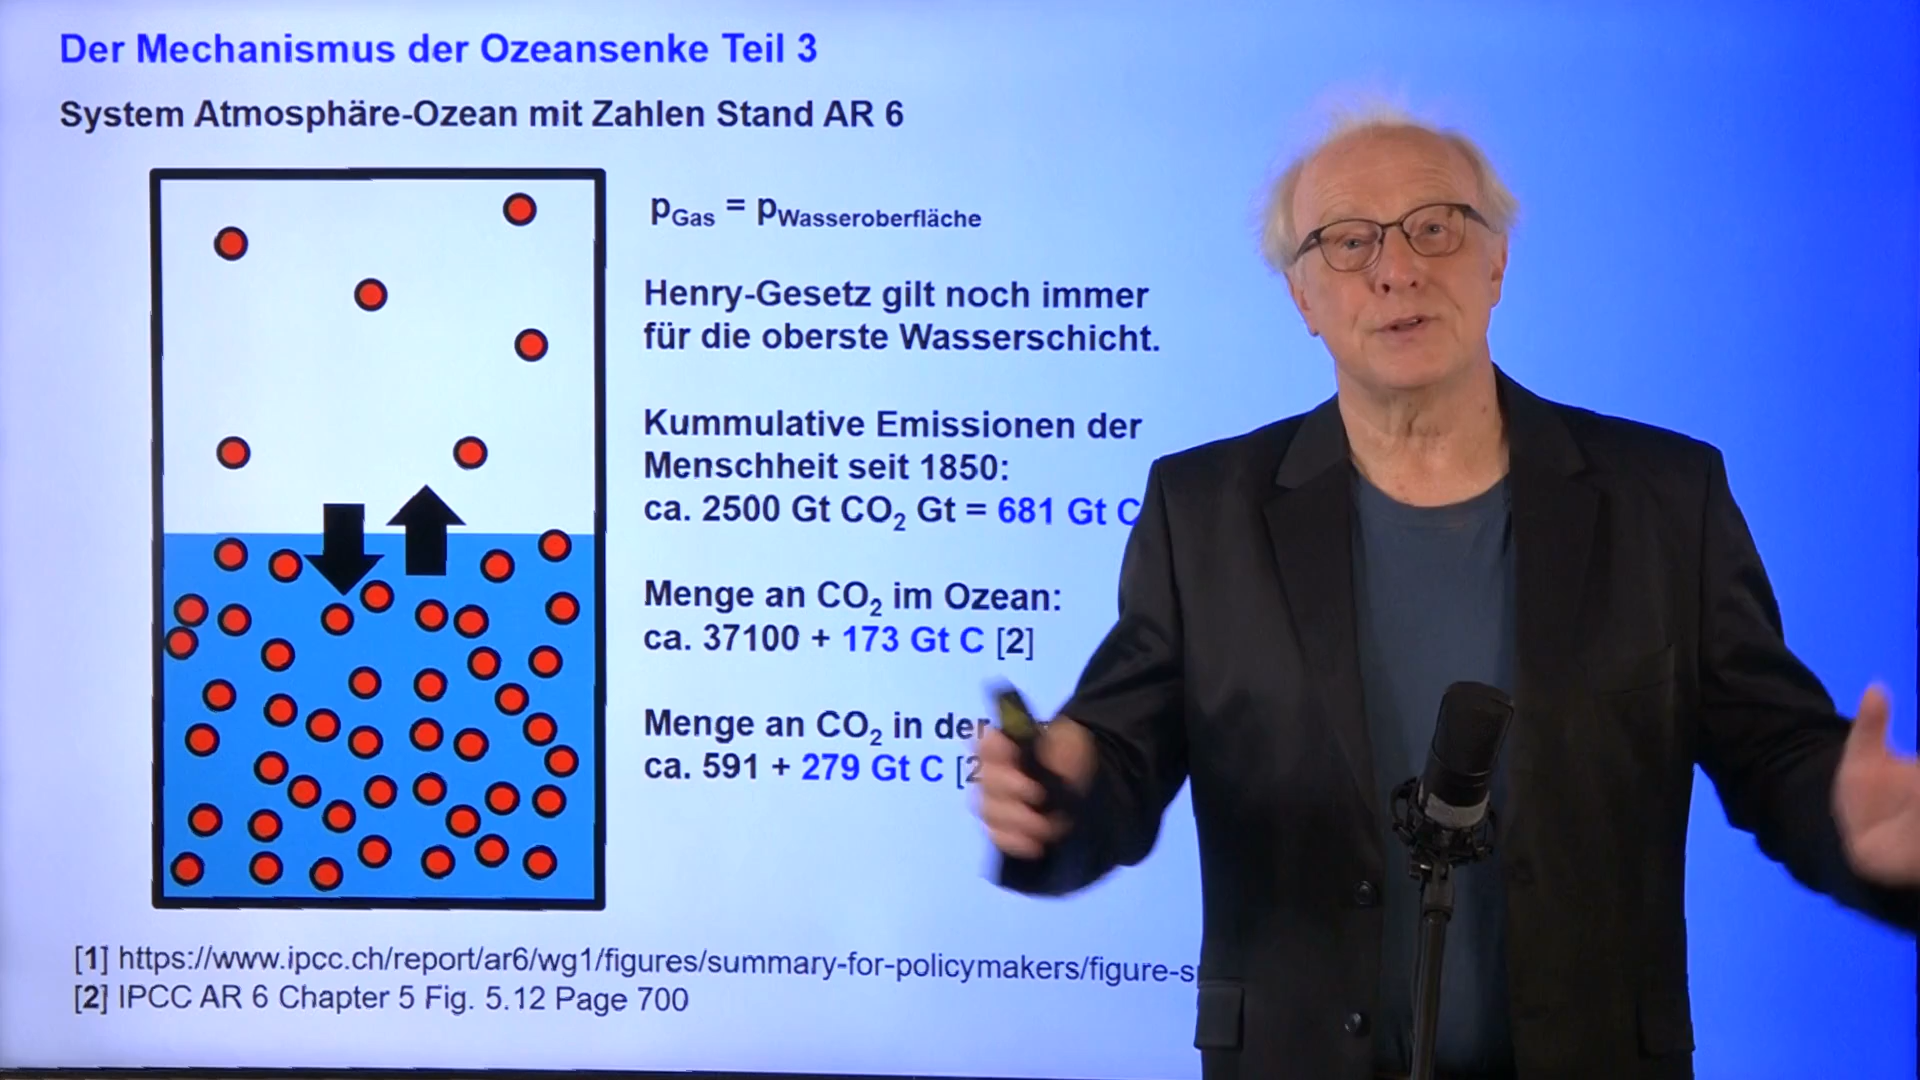 Der Mechanismus der Ozeansenke Teil 3
System Atmosphäre-Ozean mit Zahlen Stand AR 6
pGas = pWasseroberfläche
Henry-Gesetz gilt noch immer
für die oberste Wasserschicht.
Kummulative Emissionen der
Menschheit seit 1850:
ca. 2500 Gt CO₂ Gt = 681 Gt C
Menge an CO₂ im Ozean:
ca. 37100 + 173 Gt C [2]
Menge an CO₂ in der
ca. 591 + 279 Gt C [2
[1] https://www.ipcc.ch/report/ar6/wg1/figures/summary-for-policymakers/figure-s
[2] IPCC AR 6 Chapter 5 Fig. 5.12 Page 700